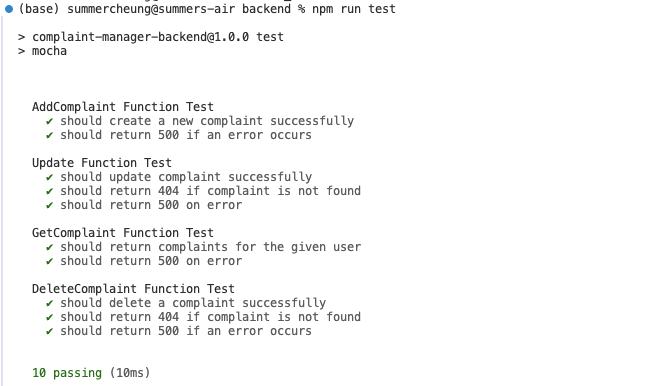 (base) summercheung@summers-air backend % npm run test
> complaint-manager-backend@1.0.0 test
> mocha
AddComplaint Function Test
✔ should create a new complaint successfully
✔ should return 500 if an error occurs
Update Function Test
✔ should update complaint successfully
✔ should return 404 if complaint is not found
✔ should return 500 on error
GetComplaint Function Test
✔ should return complaints for the given user
✔ should return 500 on error
DeleteComplaint Function Test
✔ should delete a complaint successfully
✔ should return 404 if complaint is not found
✔ should return 500 if an error occurs
10 passing (10ms)